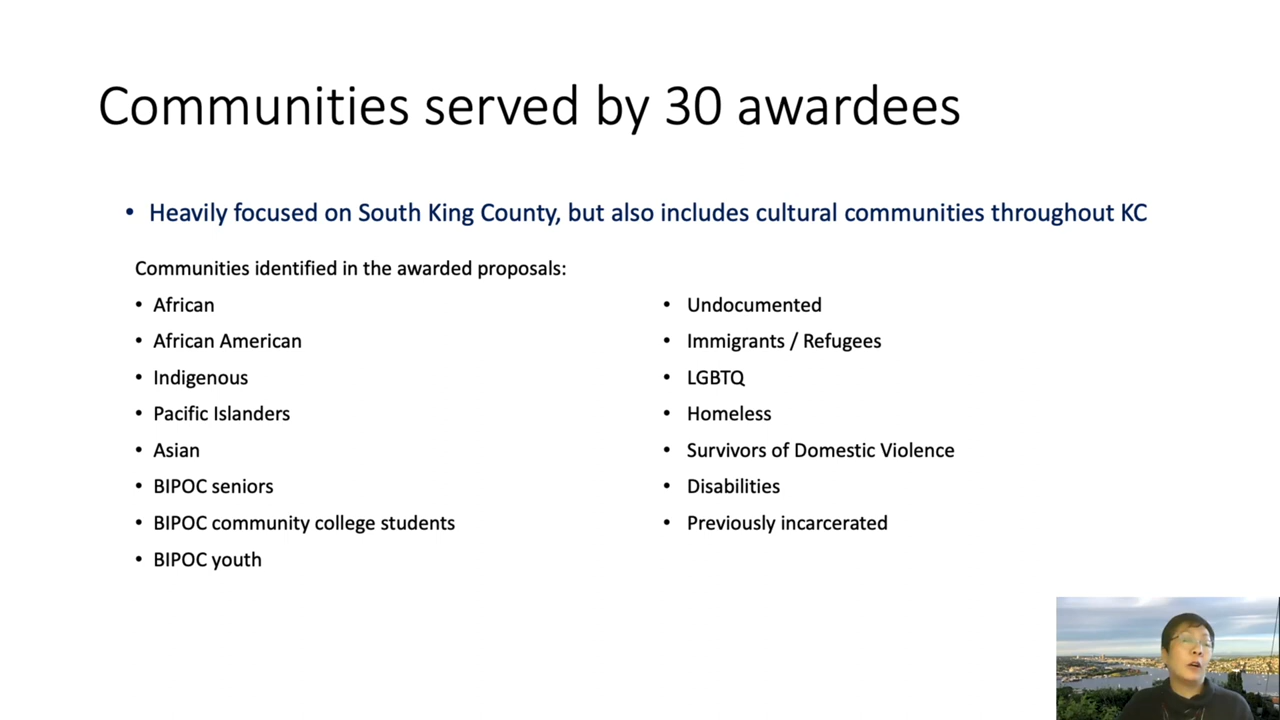 Communities served by 30 awardees
• Heavily focused on South King County, but also includes cultural communities throughout KC
Communities identified in the awarded proposals:
• African
• African American
• Indigenous
• Pacific Islanders
• Asian
• BIPOC seniors
• BIPOC community college students
• BIPOC youth
• Undocumented
• Immigrants / Refugees
• LGBTQ
• Homeless
• Survivors of Domestic Violence
• Disabilities
• Previously incarcerated